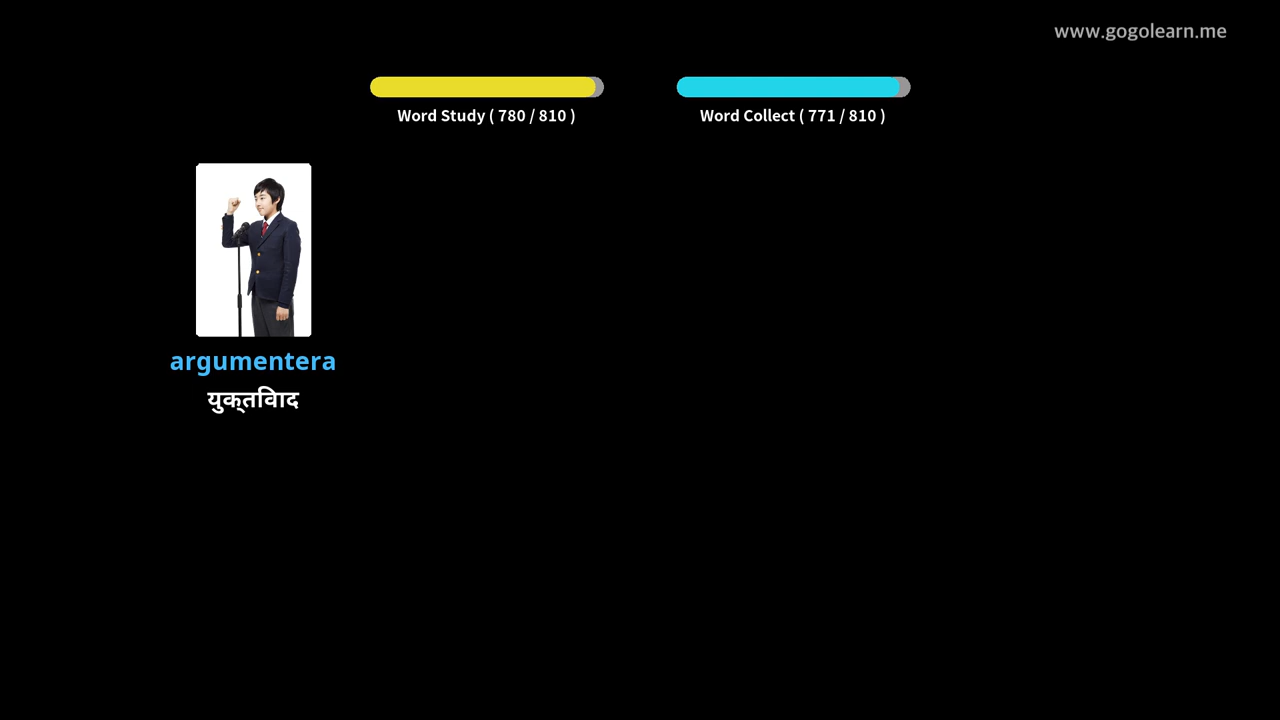 www.gogolearn.me
Word Study ( 780 / 810 )
Word Collect ( 771 / 810 )
argumentera
युक्तिवाद